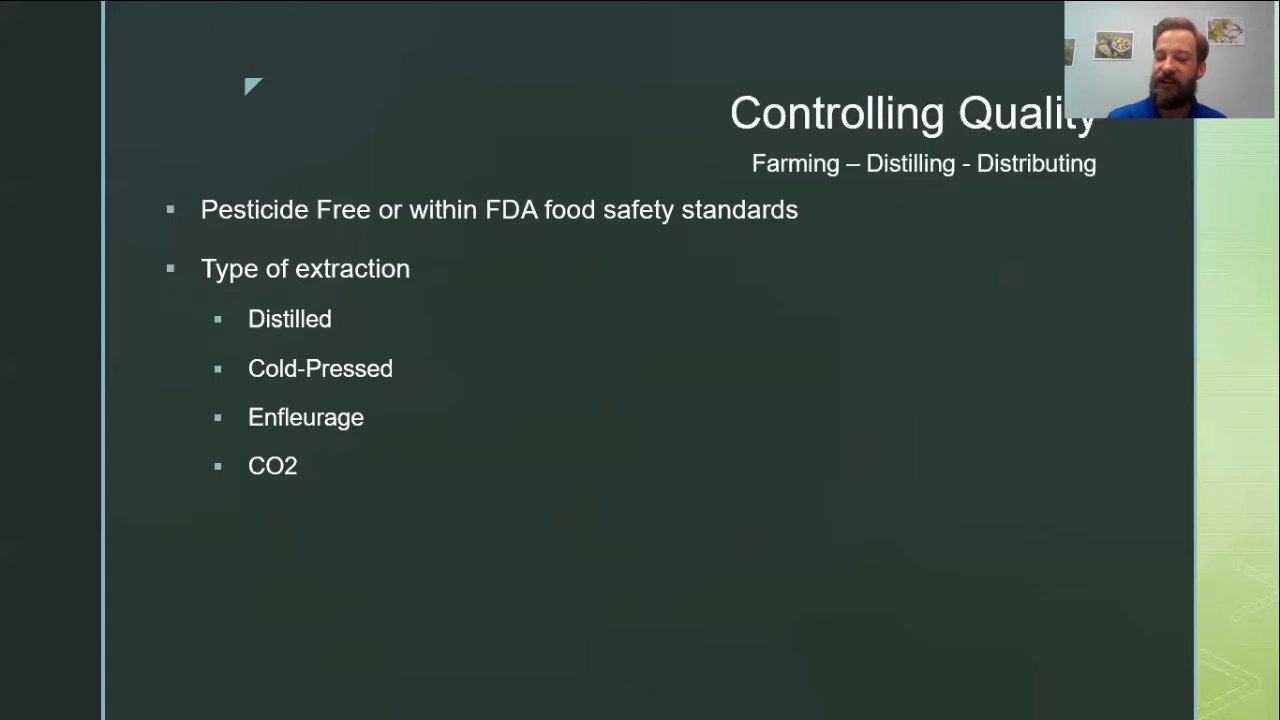 Controlling Quality
Farming – Distilling - Distributing
Pesticide Free or within FDA food safety standards
Type of extraction
Distilled
Cold-Pressed
Enfleurage
CO2